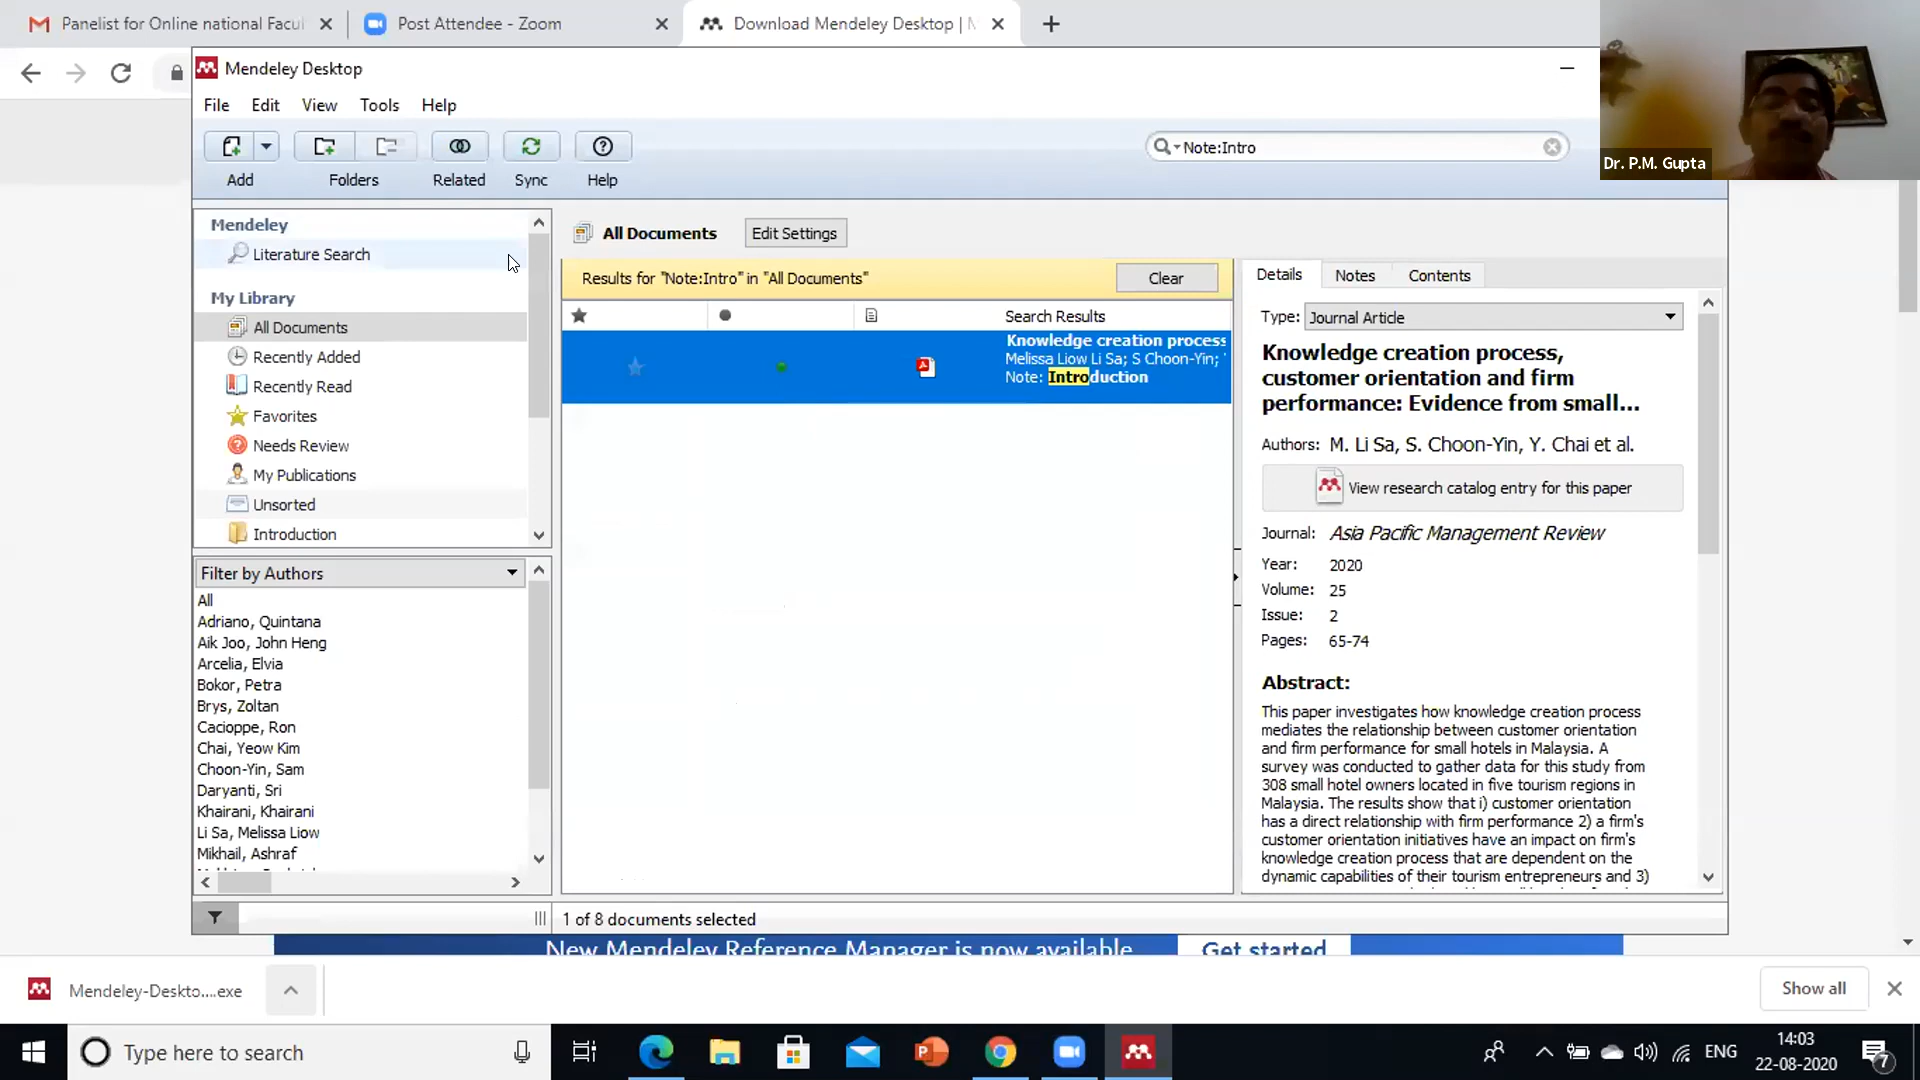 Panelist for Online national Facul
Post Attendee - Zoom
Download Mendeley Desktop | M
Mendeley Desktop
File Edit View Tools Help
Note:Intro
Dr. P.M. Gupta
Add Folders Related Sync Help
Mendeley
Literature Search
My Library
All Documents
Recently Added
Recently Read
Favorites
Needs Review
My Publications
Unsorted
Introduction
Filter by Authors
All
Adriano, Quintana
Aik Joo, John Heng
Arcelia, Elvia
Bokor, Petra
Brys, Zoltan
Cacioppe, Ron
Chai, Yeow Kim
Choon-Yin, Sam
Daryanti, Sri
Khairani, Khairani
Li Sa, Melissa Liow
Mikhail, Ashraf
All Documents Edit Settings
Results for "Note:Intro" in "All Documents" Clear
Search Results
Knowledge creation process
Melissa Liow Li Sa; S Choon-Yin;
Note: Introduction
1 of 8 documents selected
Details Notes Contents
Type: Journal Article
Knowledge creation process,
customer orientation and firm
performance: Evidence from small...
Authors: M. Li Sa, S. Choon-Yin, Y. Chai et al.
View research catalog entry for this paper
Journal: Asia Pacific Management Review
Year: 2020
Volume: 25
Issue: 2
Pages: 65-74
Abstract:
This paper investigates how knowledge creation process
mediates the relationship between customer orientation
and firm performance for small hotels in Malaysia. A
survey was conducted to gather data for this study from
308 small hotel owners located in five tourism regions in
Malaysia. The results show that i) customer orientation
has a direct relationship with firm performance 2) a firm's
customer orientation initiatives have an impact on firm's
knowledge creation process that are dependent on the
dynamic capabilities of their tourism entrepreneurs and 3)
New Mendeley Reference Manager is now available Get started
Mendeley-Deskto....exe
Show all
Type here to search
ENG
14:03
22-08-2020
7